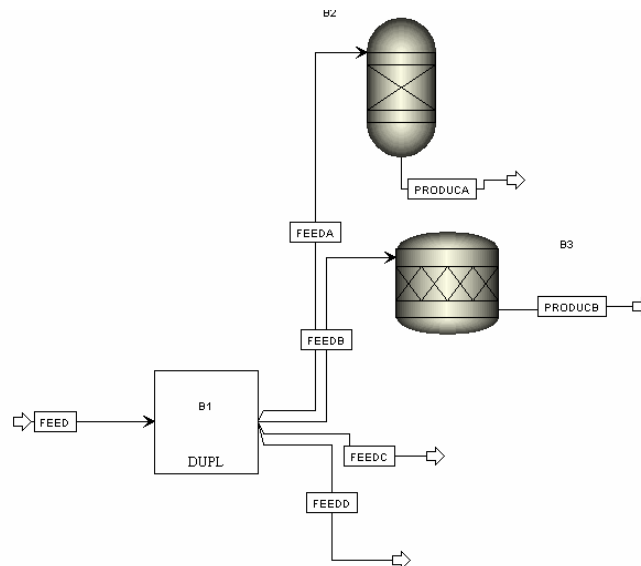 B2
PRODUCA
FEEDA
B3
PRODUCB
FEEDB
B1
FEED
DUPL
FEEDC
FEEDD